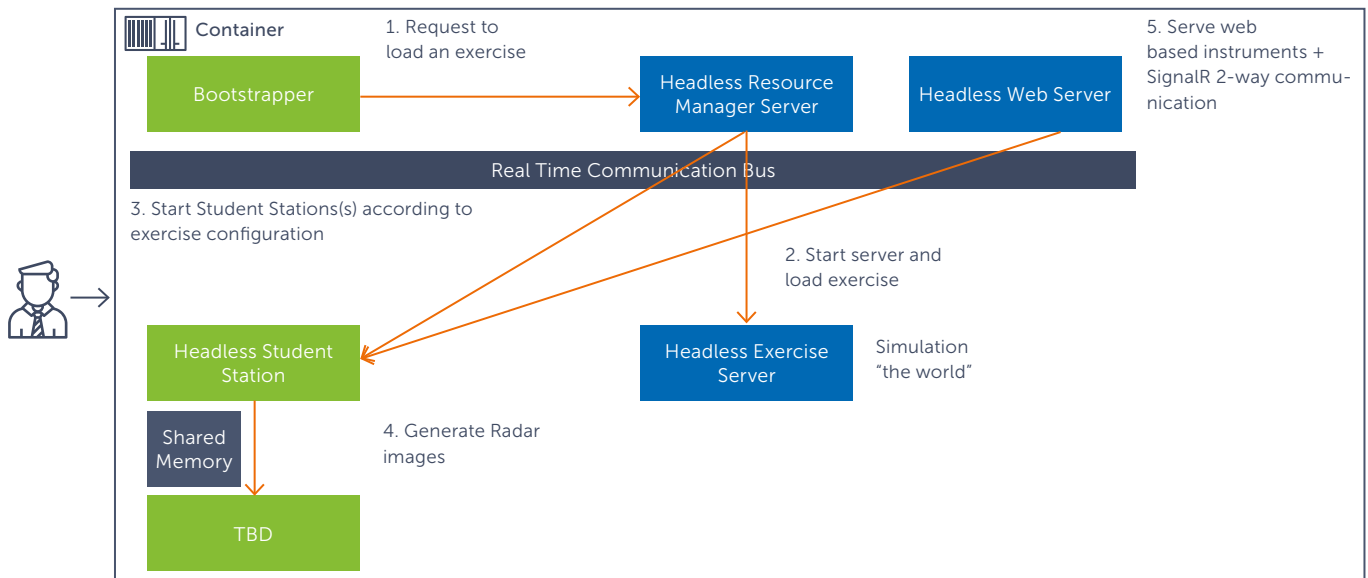 Container
1. Request to
load an exercise
5. Serve web
based instruments +
SignalR 2-way commu-
nication
Bootstrapper
Headless Resource
Manager Server
Headless Web Server
Real Time Communication Bus
3. Start Student Stations(s) according to
exercise configuration
2. Start server and
load exercise
Headless Student
Station
Headless Exercise
Server
Simulation
“the world”
Shared
Memory
4. Generate Radar
images
TBD